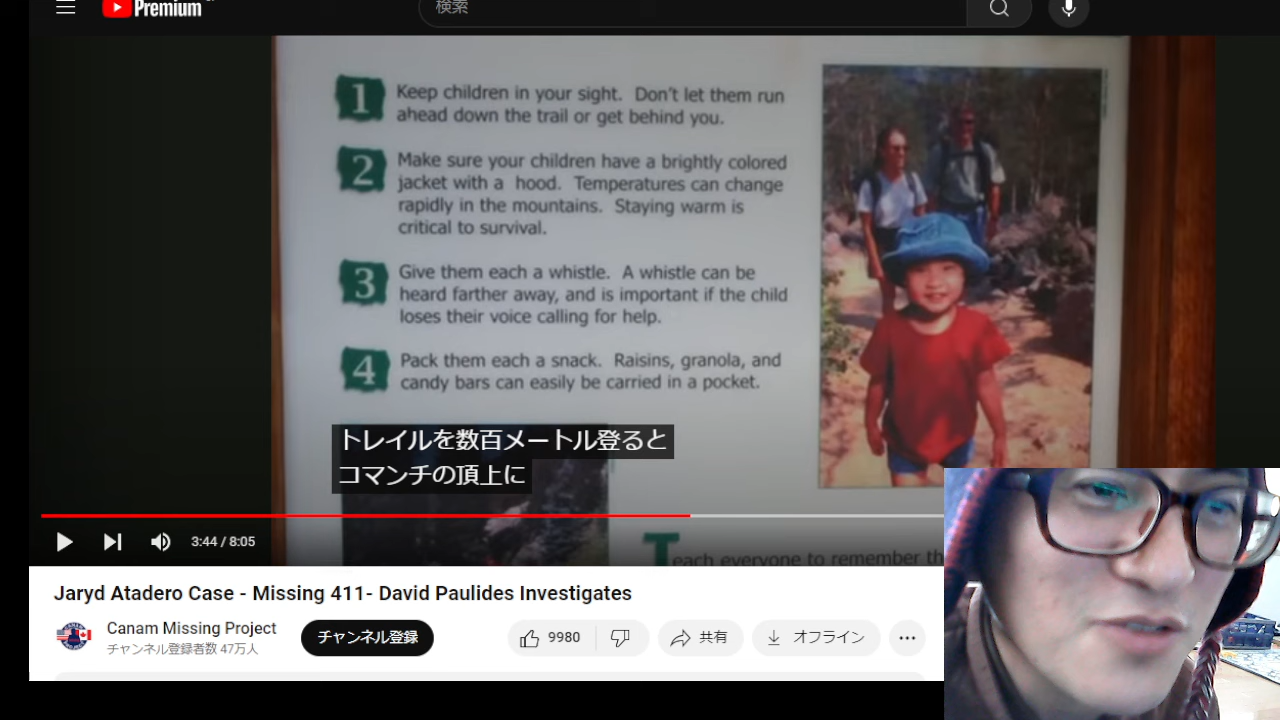 Premium
検索
1 Keep children in your sight. Don't let them run
ahead down the trail or get behind you.
2 Make sure your children have a brightly colored
jacket with a hood. Temperatures can change
rapidly in the mountains. Staying warm is
critical to survival.
3 Give them each a whistle. A whistle can be
heard farther away, and is important if the child
loses their voice calling for help.
4 Pack them each a snack. Raisins, granola, and
candy bars can easily be carried in a pocket.
トレイルを数百メートル登ると
コマンチの頂上に
Teach everyone to remember
3:44 / 8:05
Jaryd Atadero Case - Missing 411- David Paulides Investigates
Canam Missing Project
チャンネル登録者数 47万人
チャンネル登録
9980
共有
オフライン